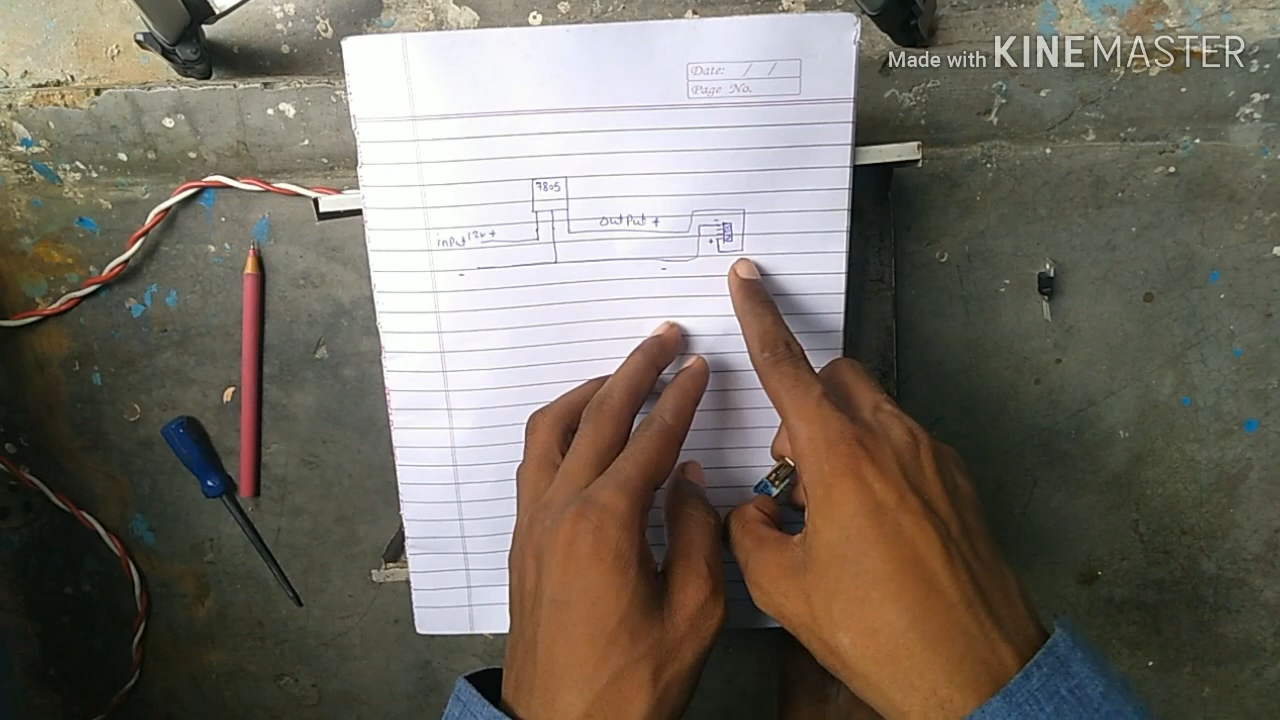 Made with KINEMASTER
Date: / /
Page No.
7805
output +
input 12v +
-
+
-
-